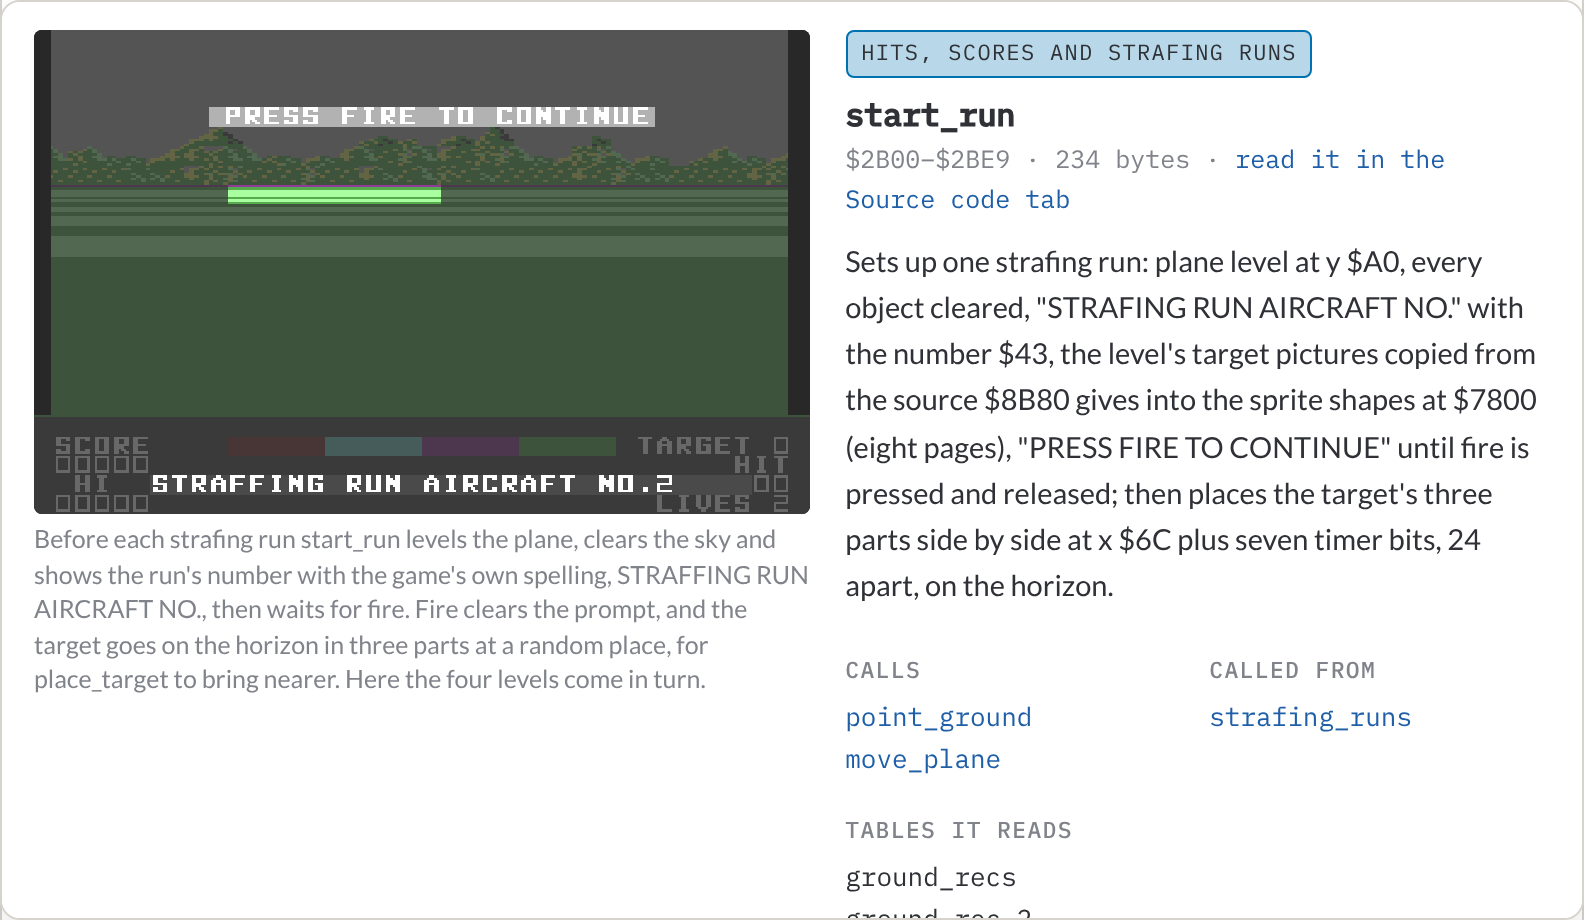 PRESS FIRE TO CONTINUE
SCORE
00000
HI
00000
TARGET 0
HIT
00
LIVES 2
STRAFFING RUN AIRCRAFT NO.2
Before each strafing run start_run levels the plane, clears the sky and
shows the run's number with the game's own spelling, STRAFFING RUN
AIRCRAFT NO., then waits for fire. Fire clears the prompt, and the
target goes on the horizon in three parts at a random place, for
place_target to bring nearer. Here the four levels come in turn.
HITS, SCORES AND STRAFING RUNS
start_run
$2B00–$2BE9 · 234 bytes · read it in the
Source code tab
Sets up one strafing run: plane level at y $A0, every
object cleared, "STRAFING RUN AIRCRAFT NO." with
the number $43, the level's target pictures copied from
the source $8B80 gives into the sprite shapes at $7800
(eight pages), "PRESS FIRE TO CONTINUE" until fire is
pressed and released; then places the target's three
parts side by side at x $6C plus seven timer bits, 24
apart, on the horizon.
CALLS
point_ground
move_plane
CALLED FROM
strafing_runs
TABLES IT READS
ground_recs